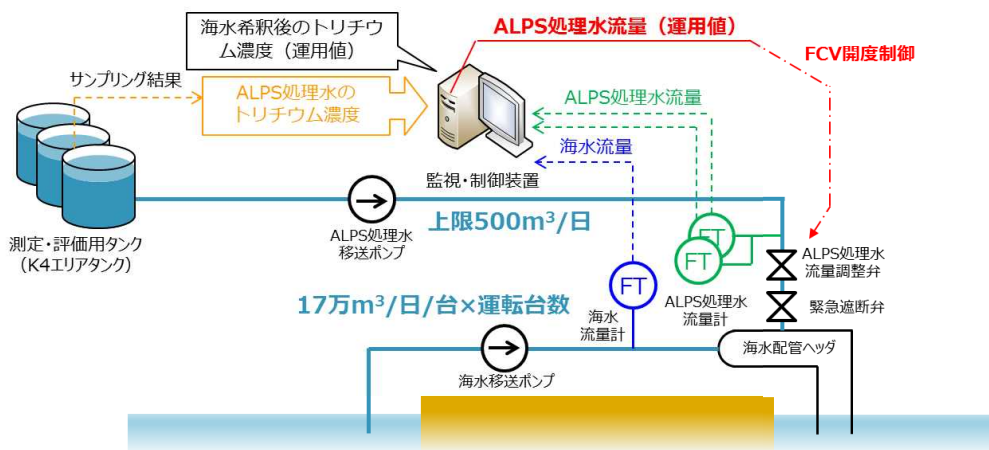 海水希釈後のトリチウ
ム濃度（運用値）
ALPS処理水流量（運用値）
FCV開度制御
サンプリング結果
ALPS処理水の
トリチウム濃度
ALPS処理水流量
海水流量
監視・制御装置
測定・評価用タンク
（K4エリアタンク）
ALPS処理水
移送ポンプ
上限500m³/日
FT
FT
FT
ALPS処理水
流量調整弁
緊急遮断弁
ALPS処理水
流量計
海水
流量計
17万m³/日/台×運転台数
海水移送ポンプ
海水配管ヘッダ